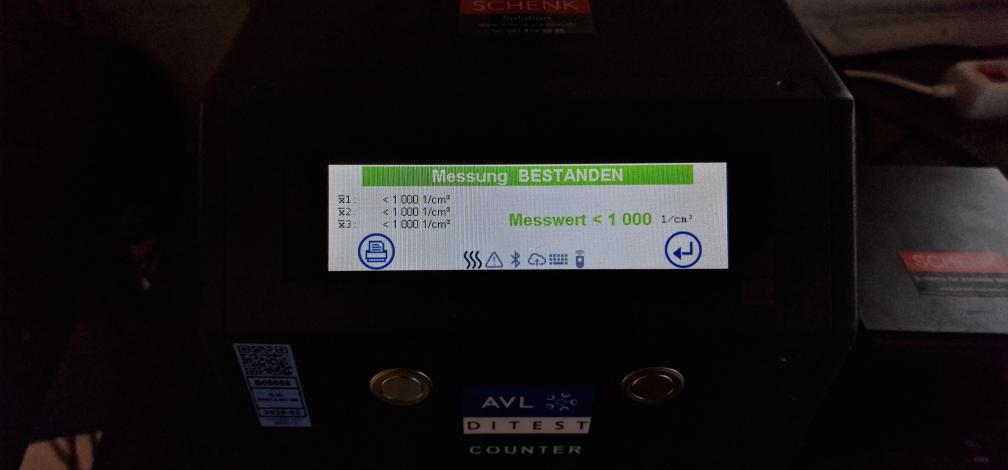 SCHENK
Solution
Messung BESTANDEN
x̅1: < 1 000 1/cm³
x̅2: < 1 000 1/cm³
x̅3: < 1 000 1/cm³
Messwert < 1 000 1/cm³
SCHENK
AVL
DITEST
COUNTER